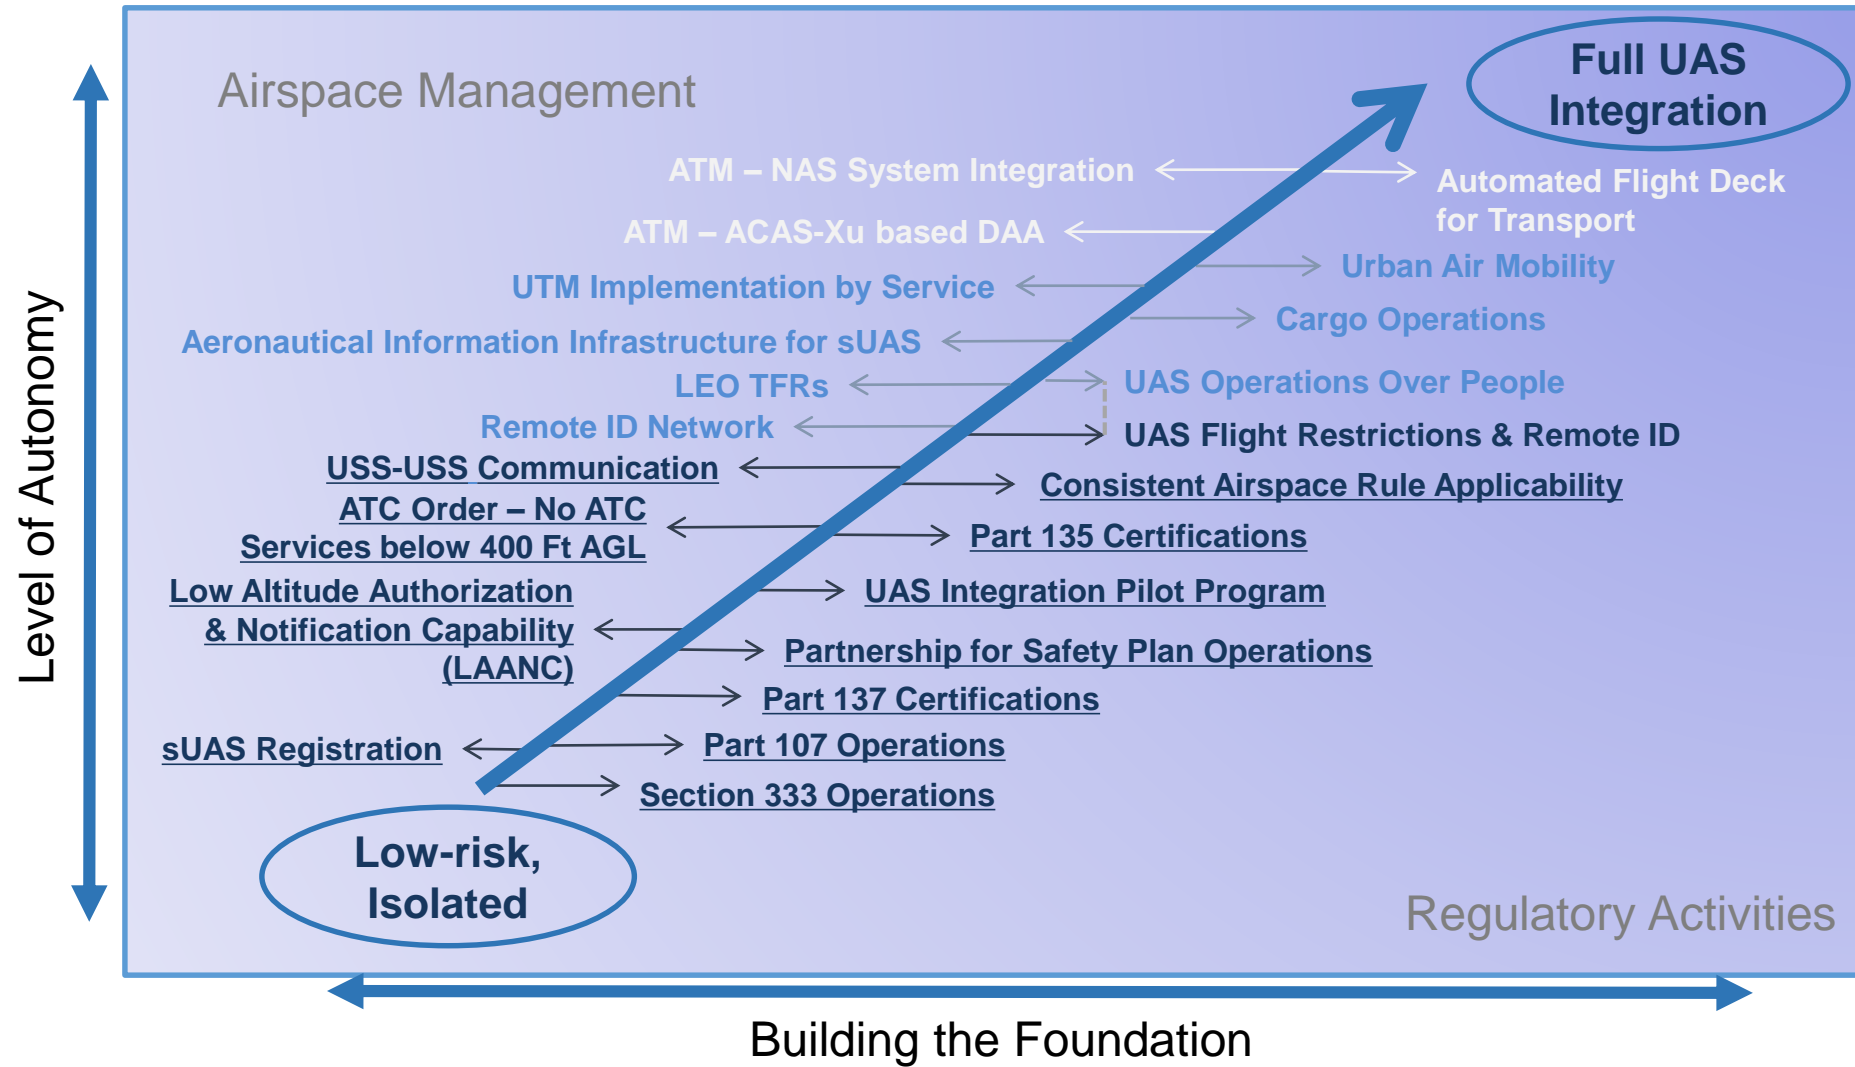 Full UAS
Integration
Airspace Management
ATM – NAS System Integration
Automated Flight Deck
for Transport
ATM – ACAS-Xu based DAA
Urban Air Mobility
UTM Implementation by Service
Cargo Operations
Aeronautical Information Infrastructure for sUAS
LEO TFRs
UAS Operations Over People
Remote ID Network
UAS Flight Restrictions & Remote ID
USS-USS Communication
Consistent Airspace Rule Applicability
ATC Order – No ATC
Services below 400 Ft AGL
Part 135 Certifications
Low Altitude Authorization
& Notification Capability
(LAANC)
UAS Integration Pilot Program
Partnership for Safety Plan Operations
Part 137 Certifications
sUAS Registration
Part 107 Operations
Section 333 Operations
Low-risk,
Isolated
Regulatory Activities
Level of Autonomy
Building the Foundation